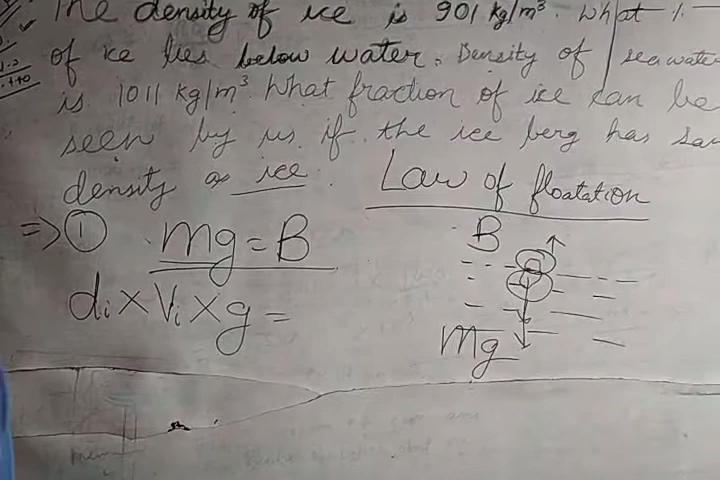 The density of ice is 901 kg/m³. What %
of ice lies below water. Density of seawater
is 1011 kg/m³. What fraction of ice can be
seen by us if the ice berg has
density as ice. Law of floatation
=> ① mg = B B
di × Vi × g =
Mg